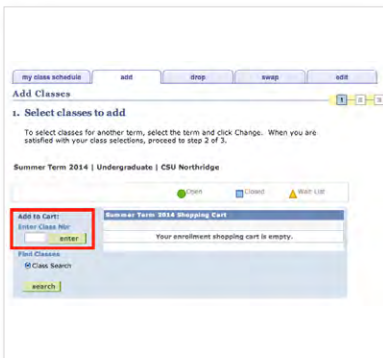 my class schedule add drop swap edit
Add Classes
1 2 3
1. Select classes to add
To select classes for another term, select the term and click Change. When you are
satisfied with your class selections, proceed to step 2 of 3.
Summer Term 2014 | Undergraduate | CSU Northridge
Open Closed Wait List
Add to Cart:
Summer Term 2014 Shopping Cart
Enter Class Nbr
enter
Your enrollment shopping cart is empty.
Find Classes
Class Search
search